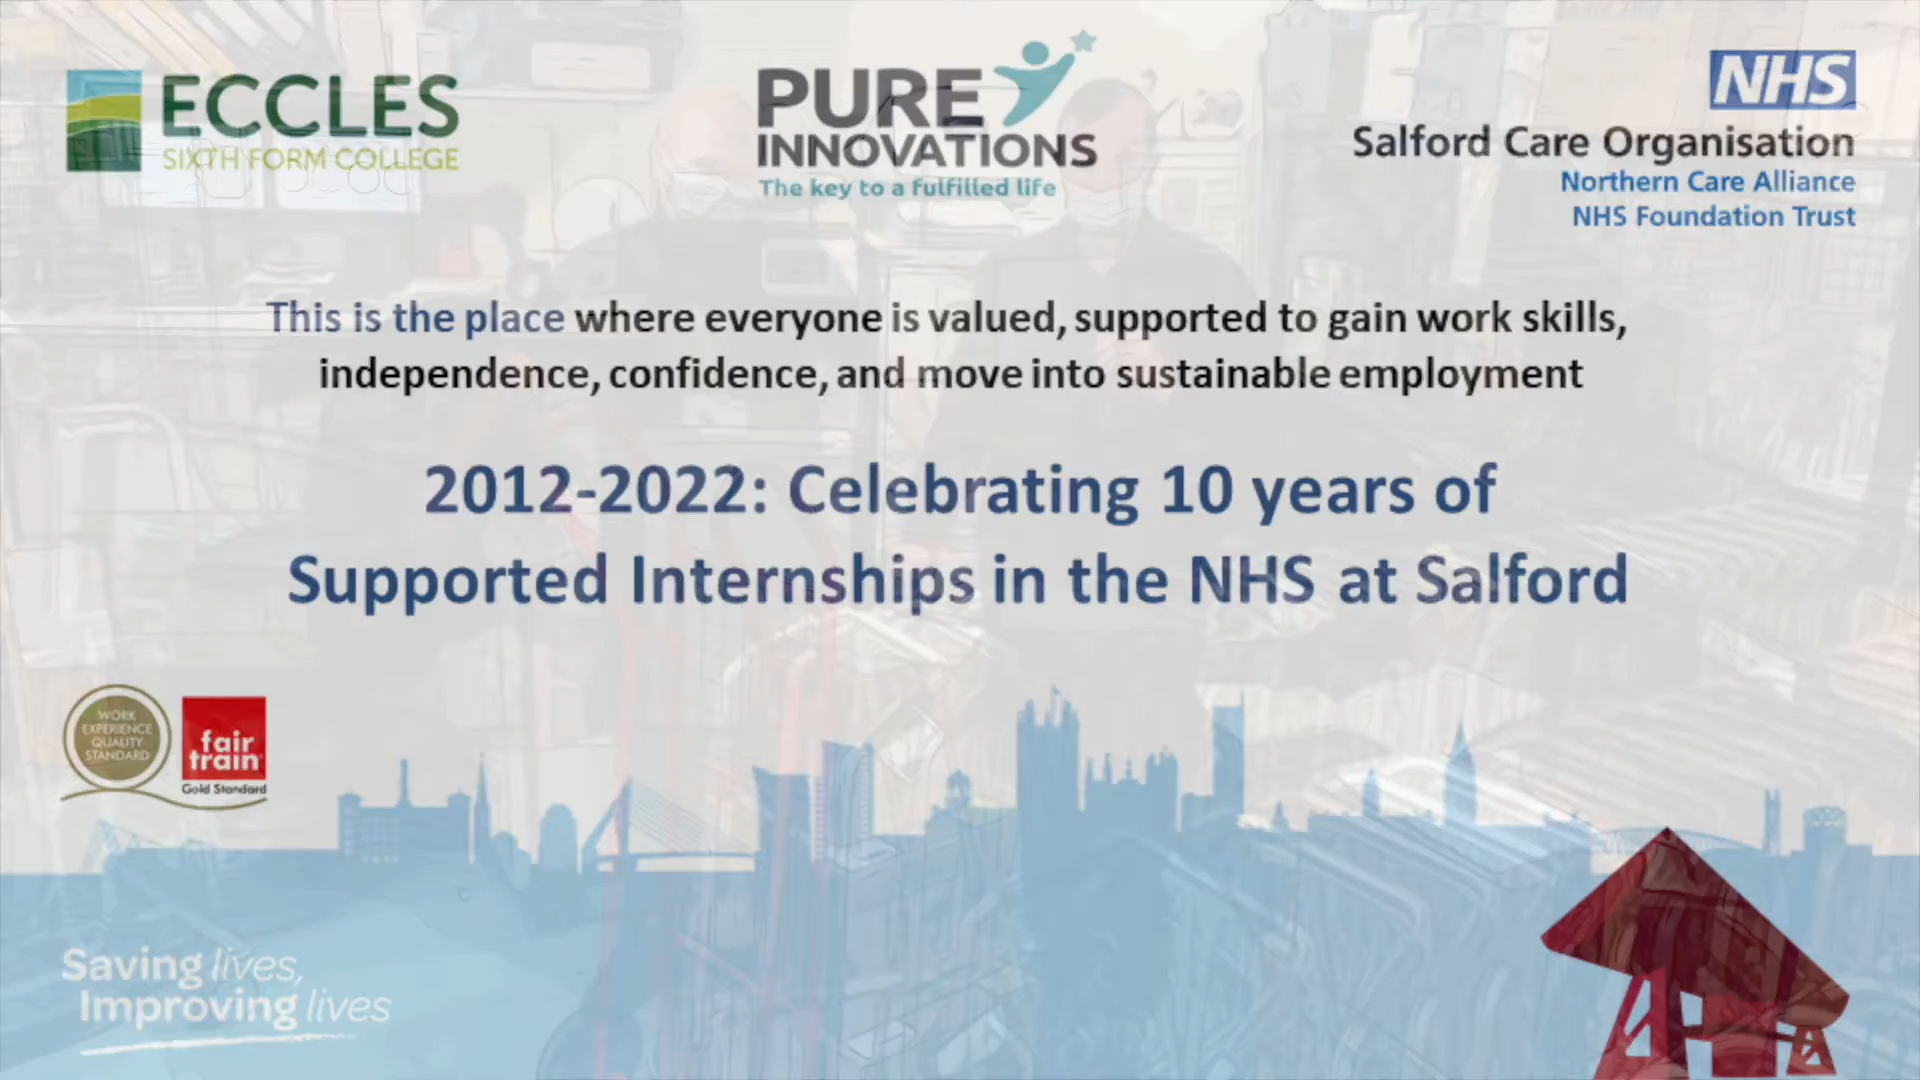 ECCLES
SIXTH FORM COLLEGE
PURE
INNOVATIONS
The key to a fulfilled life
NHS
Salford Care Organisation
Northern Care Alliance
NHS Foundation Trust
This is the place where everyone is valued, supported to gain work skills,
independence, confidence, and move into sustainable employment
2012-2022: Celebrating 10 years of
Supported Internships in the NHS at Salford
WORK
EXPERIENCE
QUALITY
STANDARD
fair
train
Gold Standard
Saving lives,
Improving lives